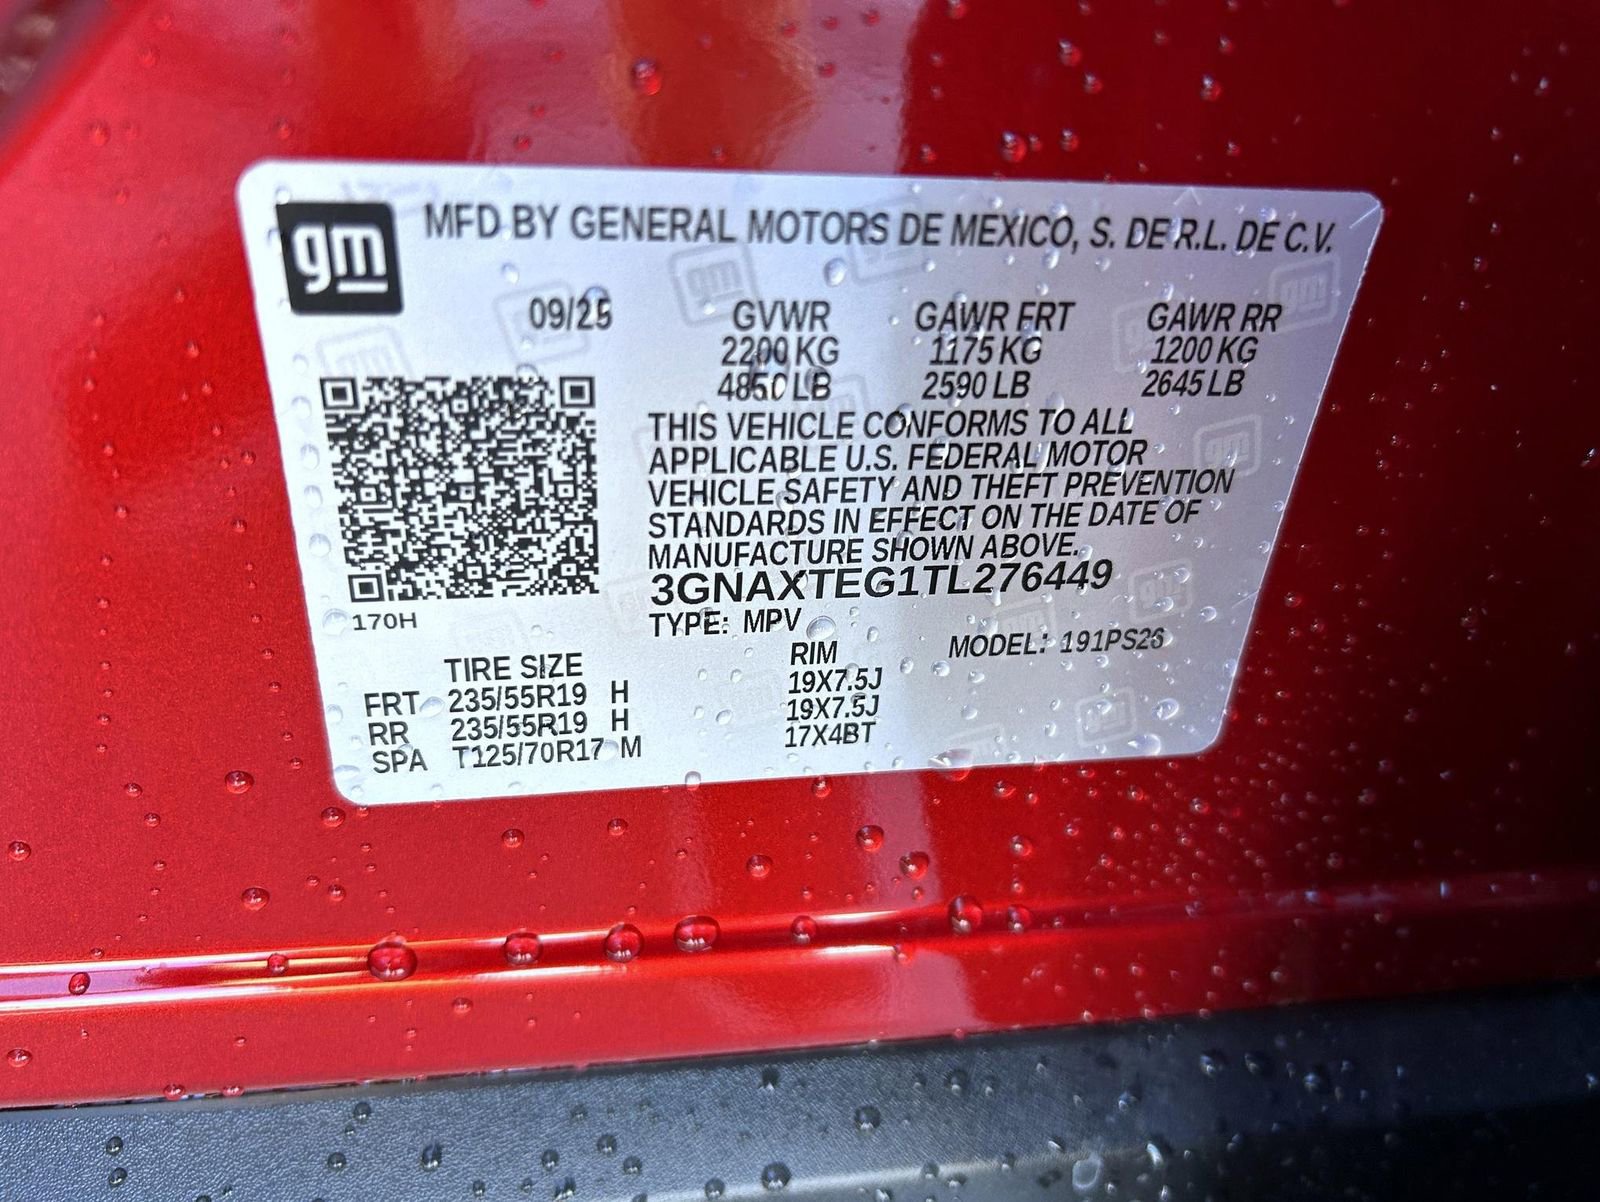 gm
MFD BY GENERAL MOTORS DE MEXICO, S. DE R.L. DE C.V.
09/25 GVWR GAWR FRT GAWR RR
2200 KG 1175 KG 1200 KG
4850 LB 2590 LB 2645 LB
THIS VEHICLE CONFORMS TO ALL
APPLICABLE U.S. FEDERAL MOTOR
VEHICLE SAFETY AND THEFT PREVENTION
STANDARDS IN EFFECT ON THE DATE OF
MANUFACTURE SHOWN ABOVE.
3GNAXTEG1TL276449
170H
TYPE: MPV MODEL: 191PS26
TIRE SIZE RIM
FRT 235/55R19 H 19X7.5J
RR 235/55R19 H 19X7.5J
SPA T125/70R17 M 17X4BT